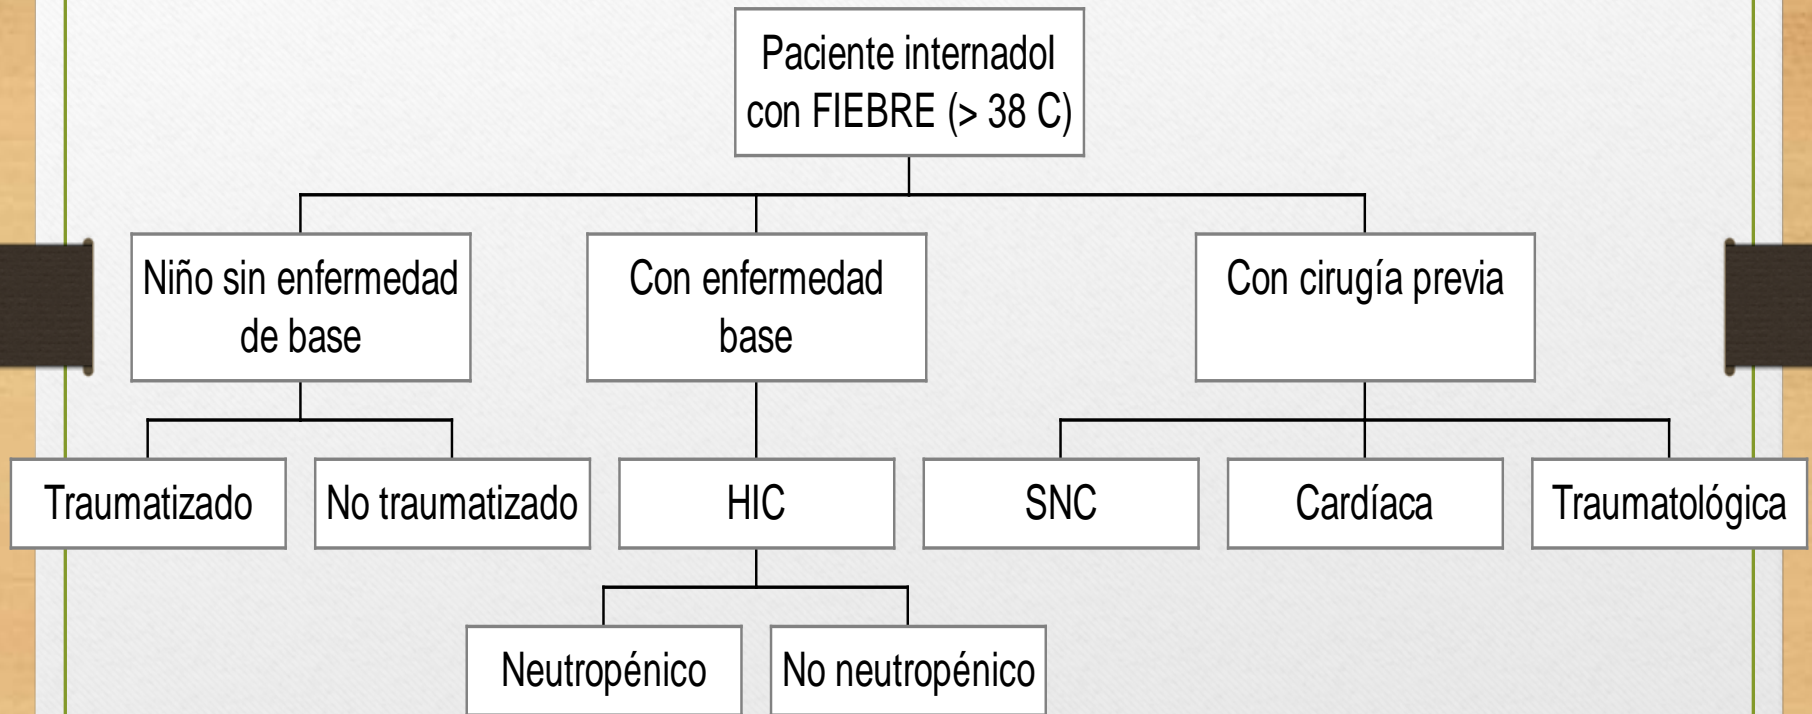 Paciente internadol
con FIEBRE (> 38 C)
Niño sin enfermedad
de base
Con enfermedad
base
Con cirugía previa
Traumatizado
No traumatizado
HIC
SNC
Cardíaca
Traumatológica
Neutropénico
No neutropénico